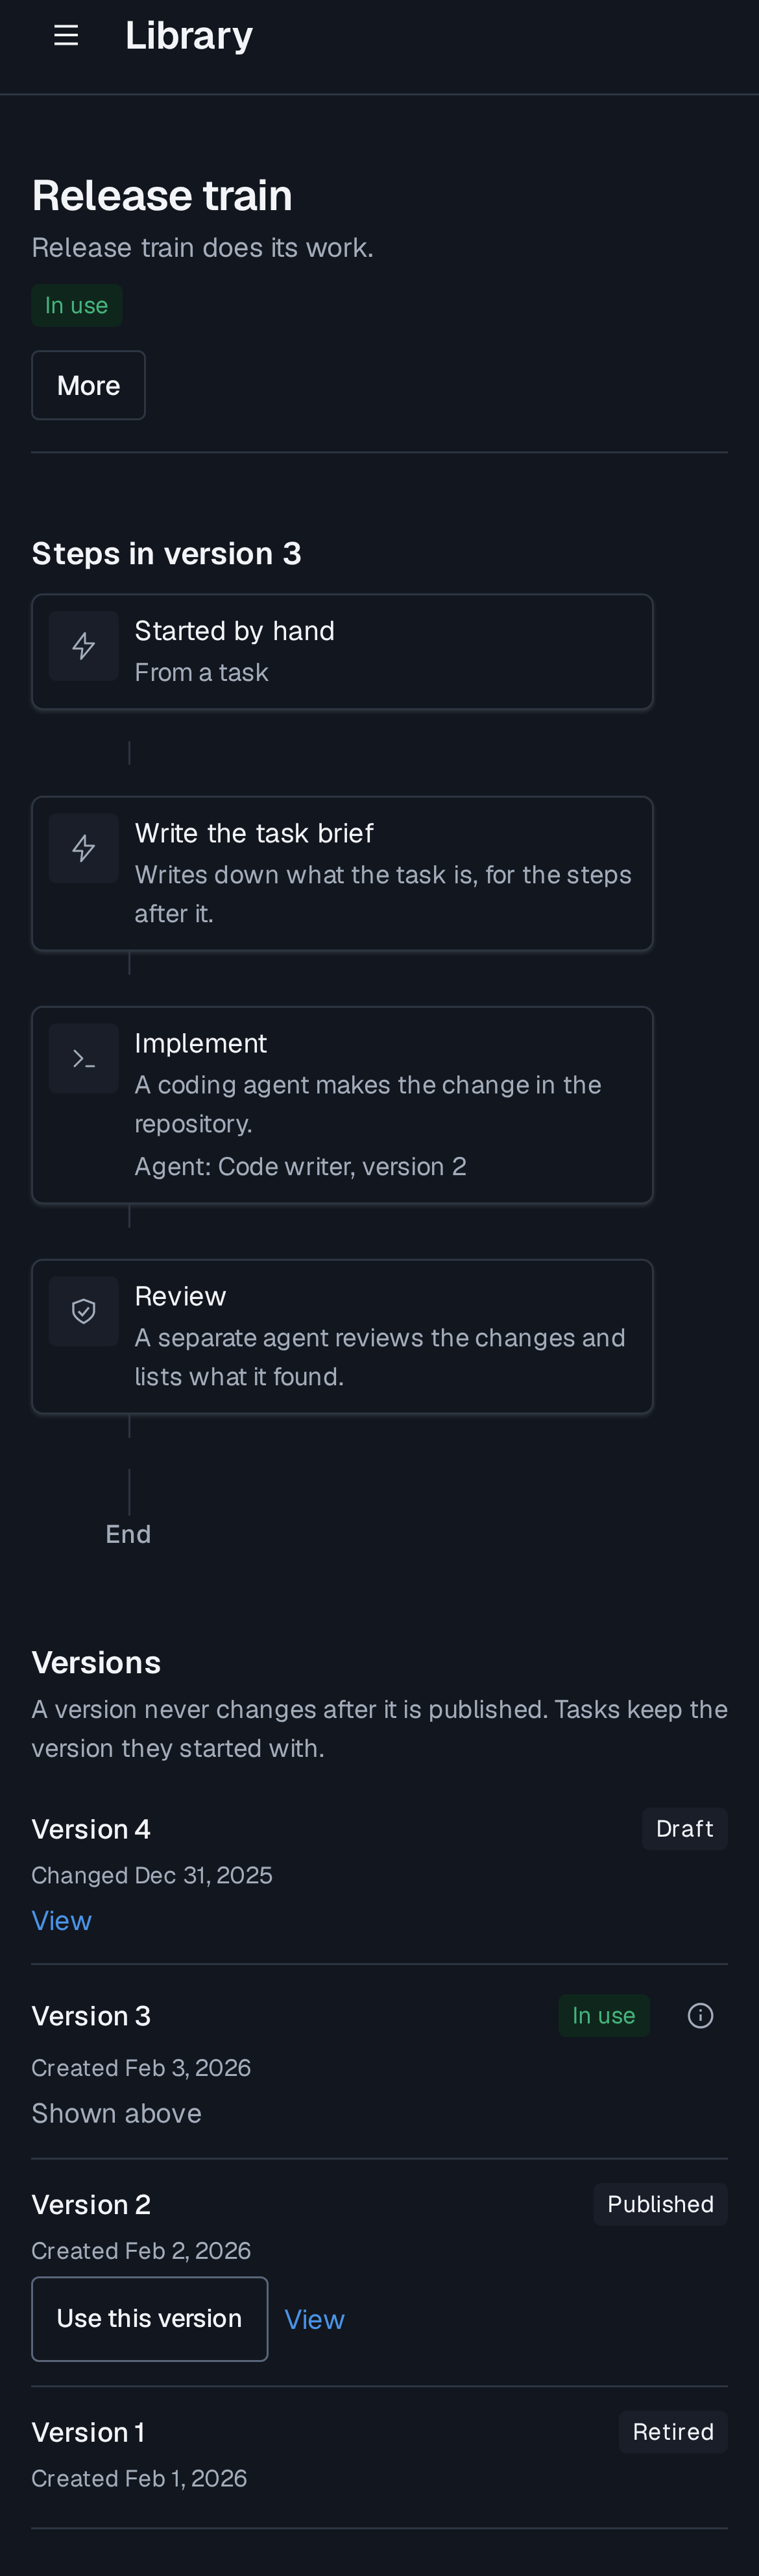 Library
Release train
Release train does its work.
In use
More
Steps in version 3
Started by hand
From a task
Write the task brief
Writes down what the task is, for the steps
after it.
Implement
A coding agent makes the change in the
repository.
Agent: Code writer, version 2
Review
A separate agent reviews the changes and
lists what it found.
End
Versions
A version never changes after it is published. Tasks keep the
version they started with.
Version 4
Draft
Changed Dec 31, 2025
View
Version 3
In use
Created Feb 3, 2026
Shown above
Version 2
Published
Created Feb 2, 2026
Use this version
View
Version 1
Retired
Created Feb 1, 2026